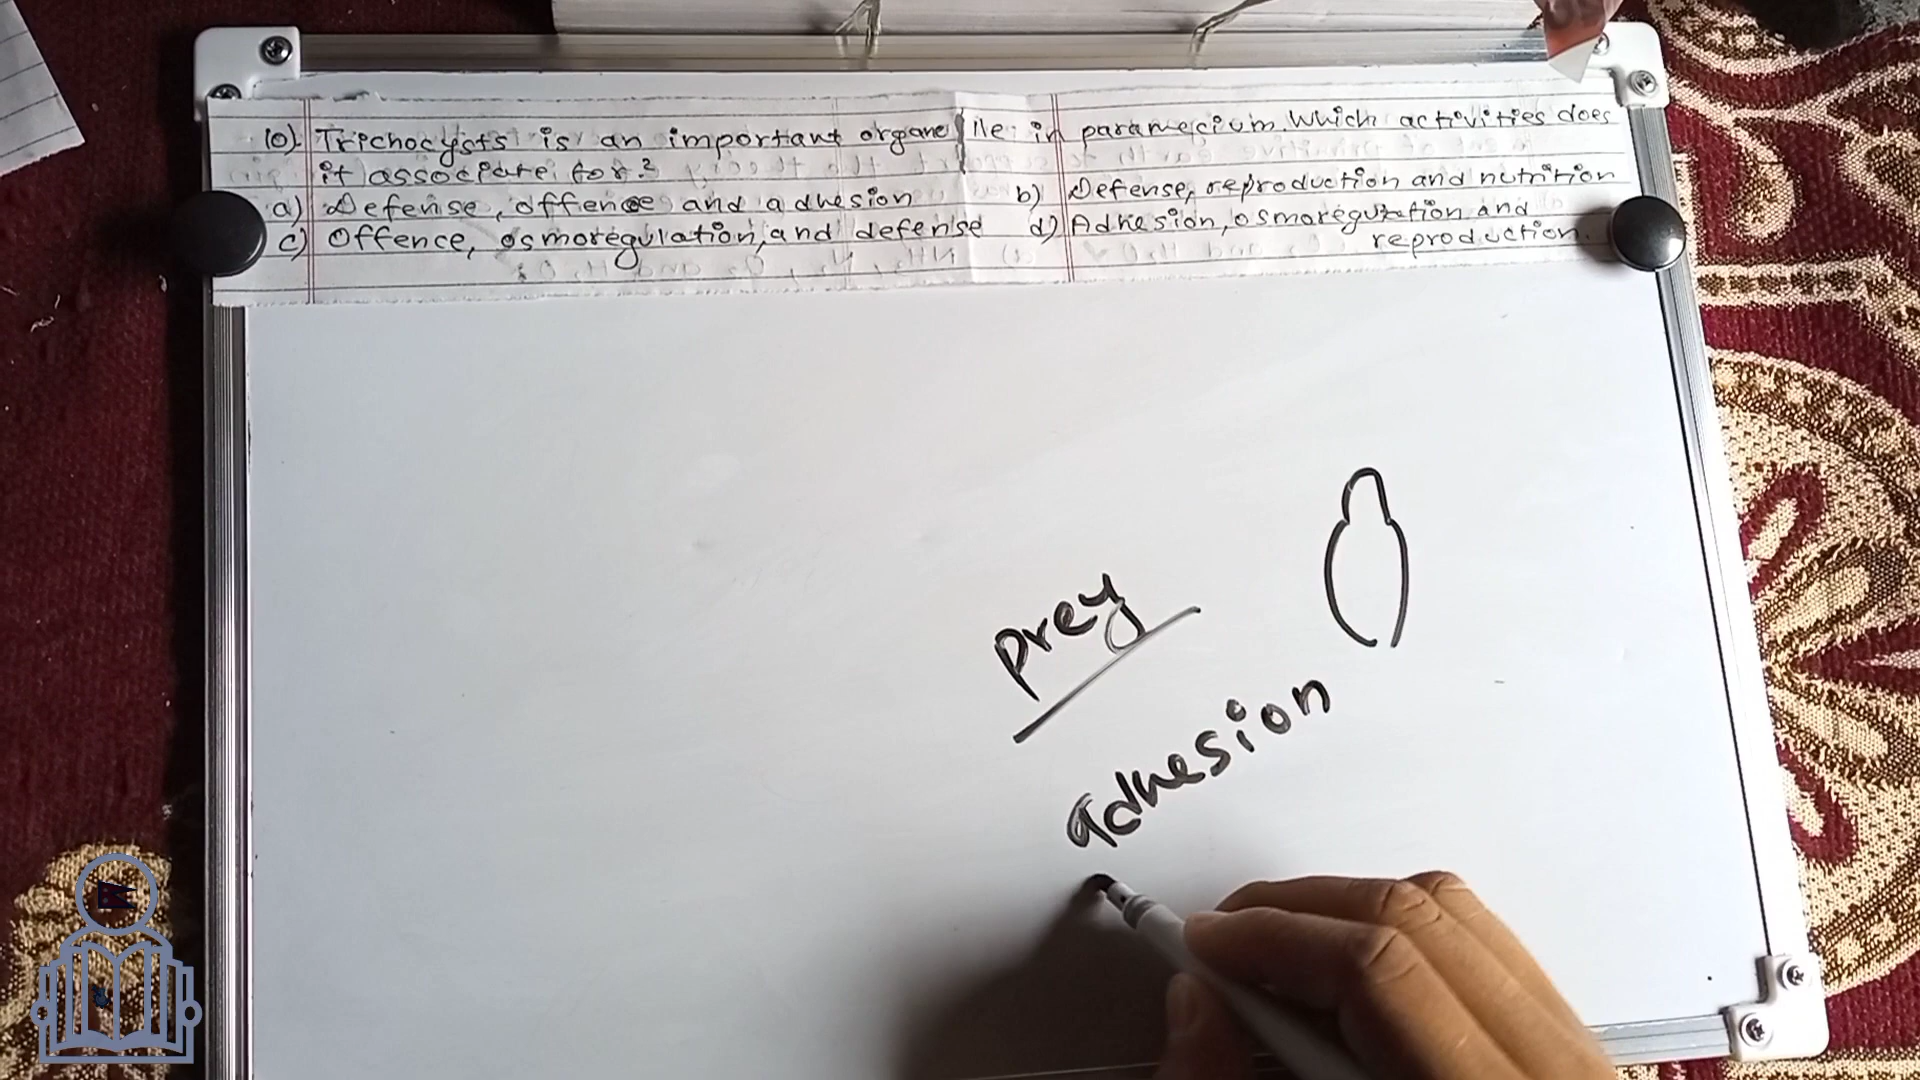 10). Trichocysts is an important organelle in paramecium. Which activities does
it associate for?
a) Defense, offence and adhesion b) Defense, reproduction and nutrition
c) Offence, osmoregulation, and defense d) Adhesion, osmoregulation and
reproduction.
prey
adhesion